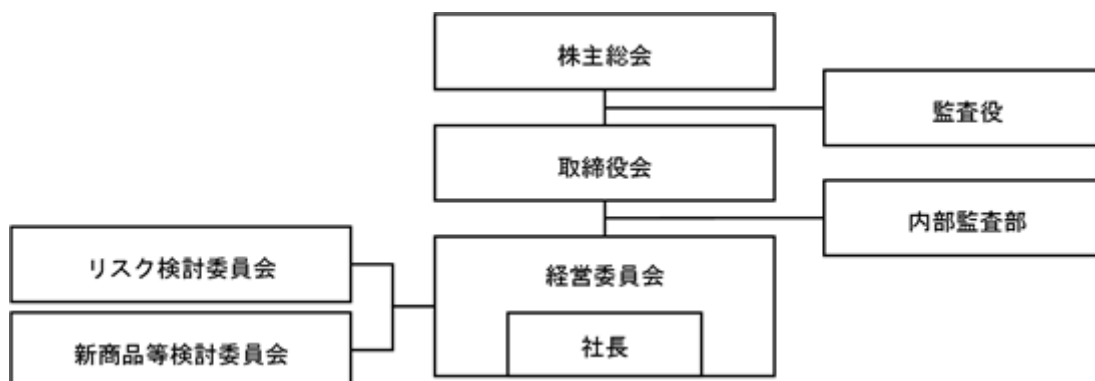 株主総会
監査役
取締役会
内部監査部
リスク検討委員会
経営委員会
新商品等検討委員会
社長